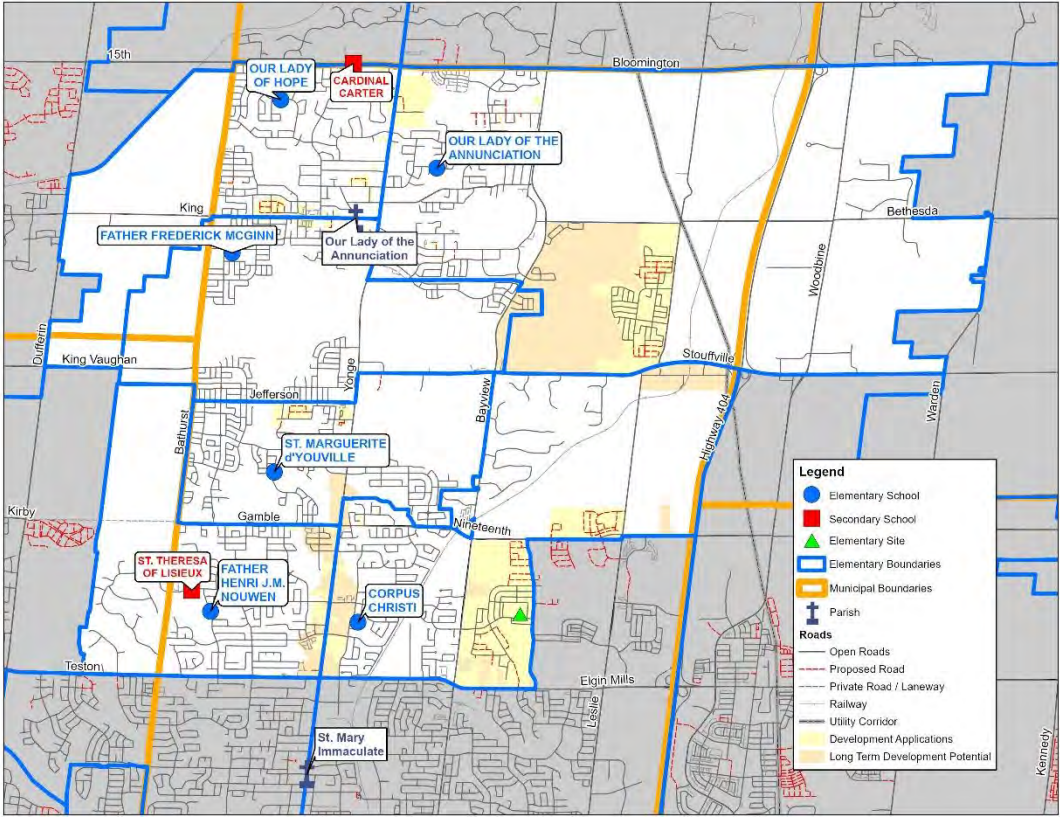 15th
Bloomington
OUR LADY
OF HOPE
CARDINAL
CARTER
OUR LADY OF THE
ANNUNCIATION
King
Bethesda
FATHER FREDERICK MCGINN
Our Lady of the
Annunciation
Woodbine
Dufferin
King Vaughan
Yonge
Stouffville
Jefferson
Bayview
Warden
Bathurst
Highway 404
ST. MARGUERITE
d'YOUVILLE
Kirby
Gamble
Nineteenth
ST. THERESA
OF LISIEUX
FATHER
HENRI J.M.
NOUWEN
CORPUS
CHRISTI
Teston
Elgin Mills
Leslie
St. Mary
Immaculate
Kennedy
Legend
Elementary School
Secondary School
Elementary Site
Elementary Boundaries
Municipal Boundaries
Parish
Roads
Open Roads
Proposed Road
Private Road / Laneway
Railway
Utility Corridor
Development Applications
Long Term Development Potential